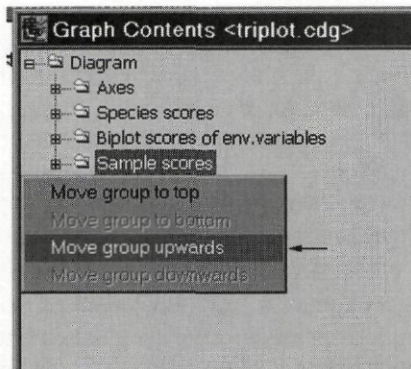 Graph Contents <triplot.cdg>
Diagram
Axes
Species scores
Biplot scores of env.variables
Sample scores
Move group to top
Move group to bottom
Move group upwards
Move group downwards